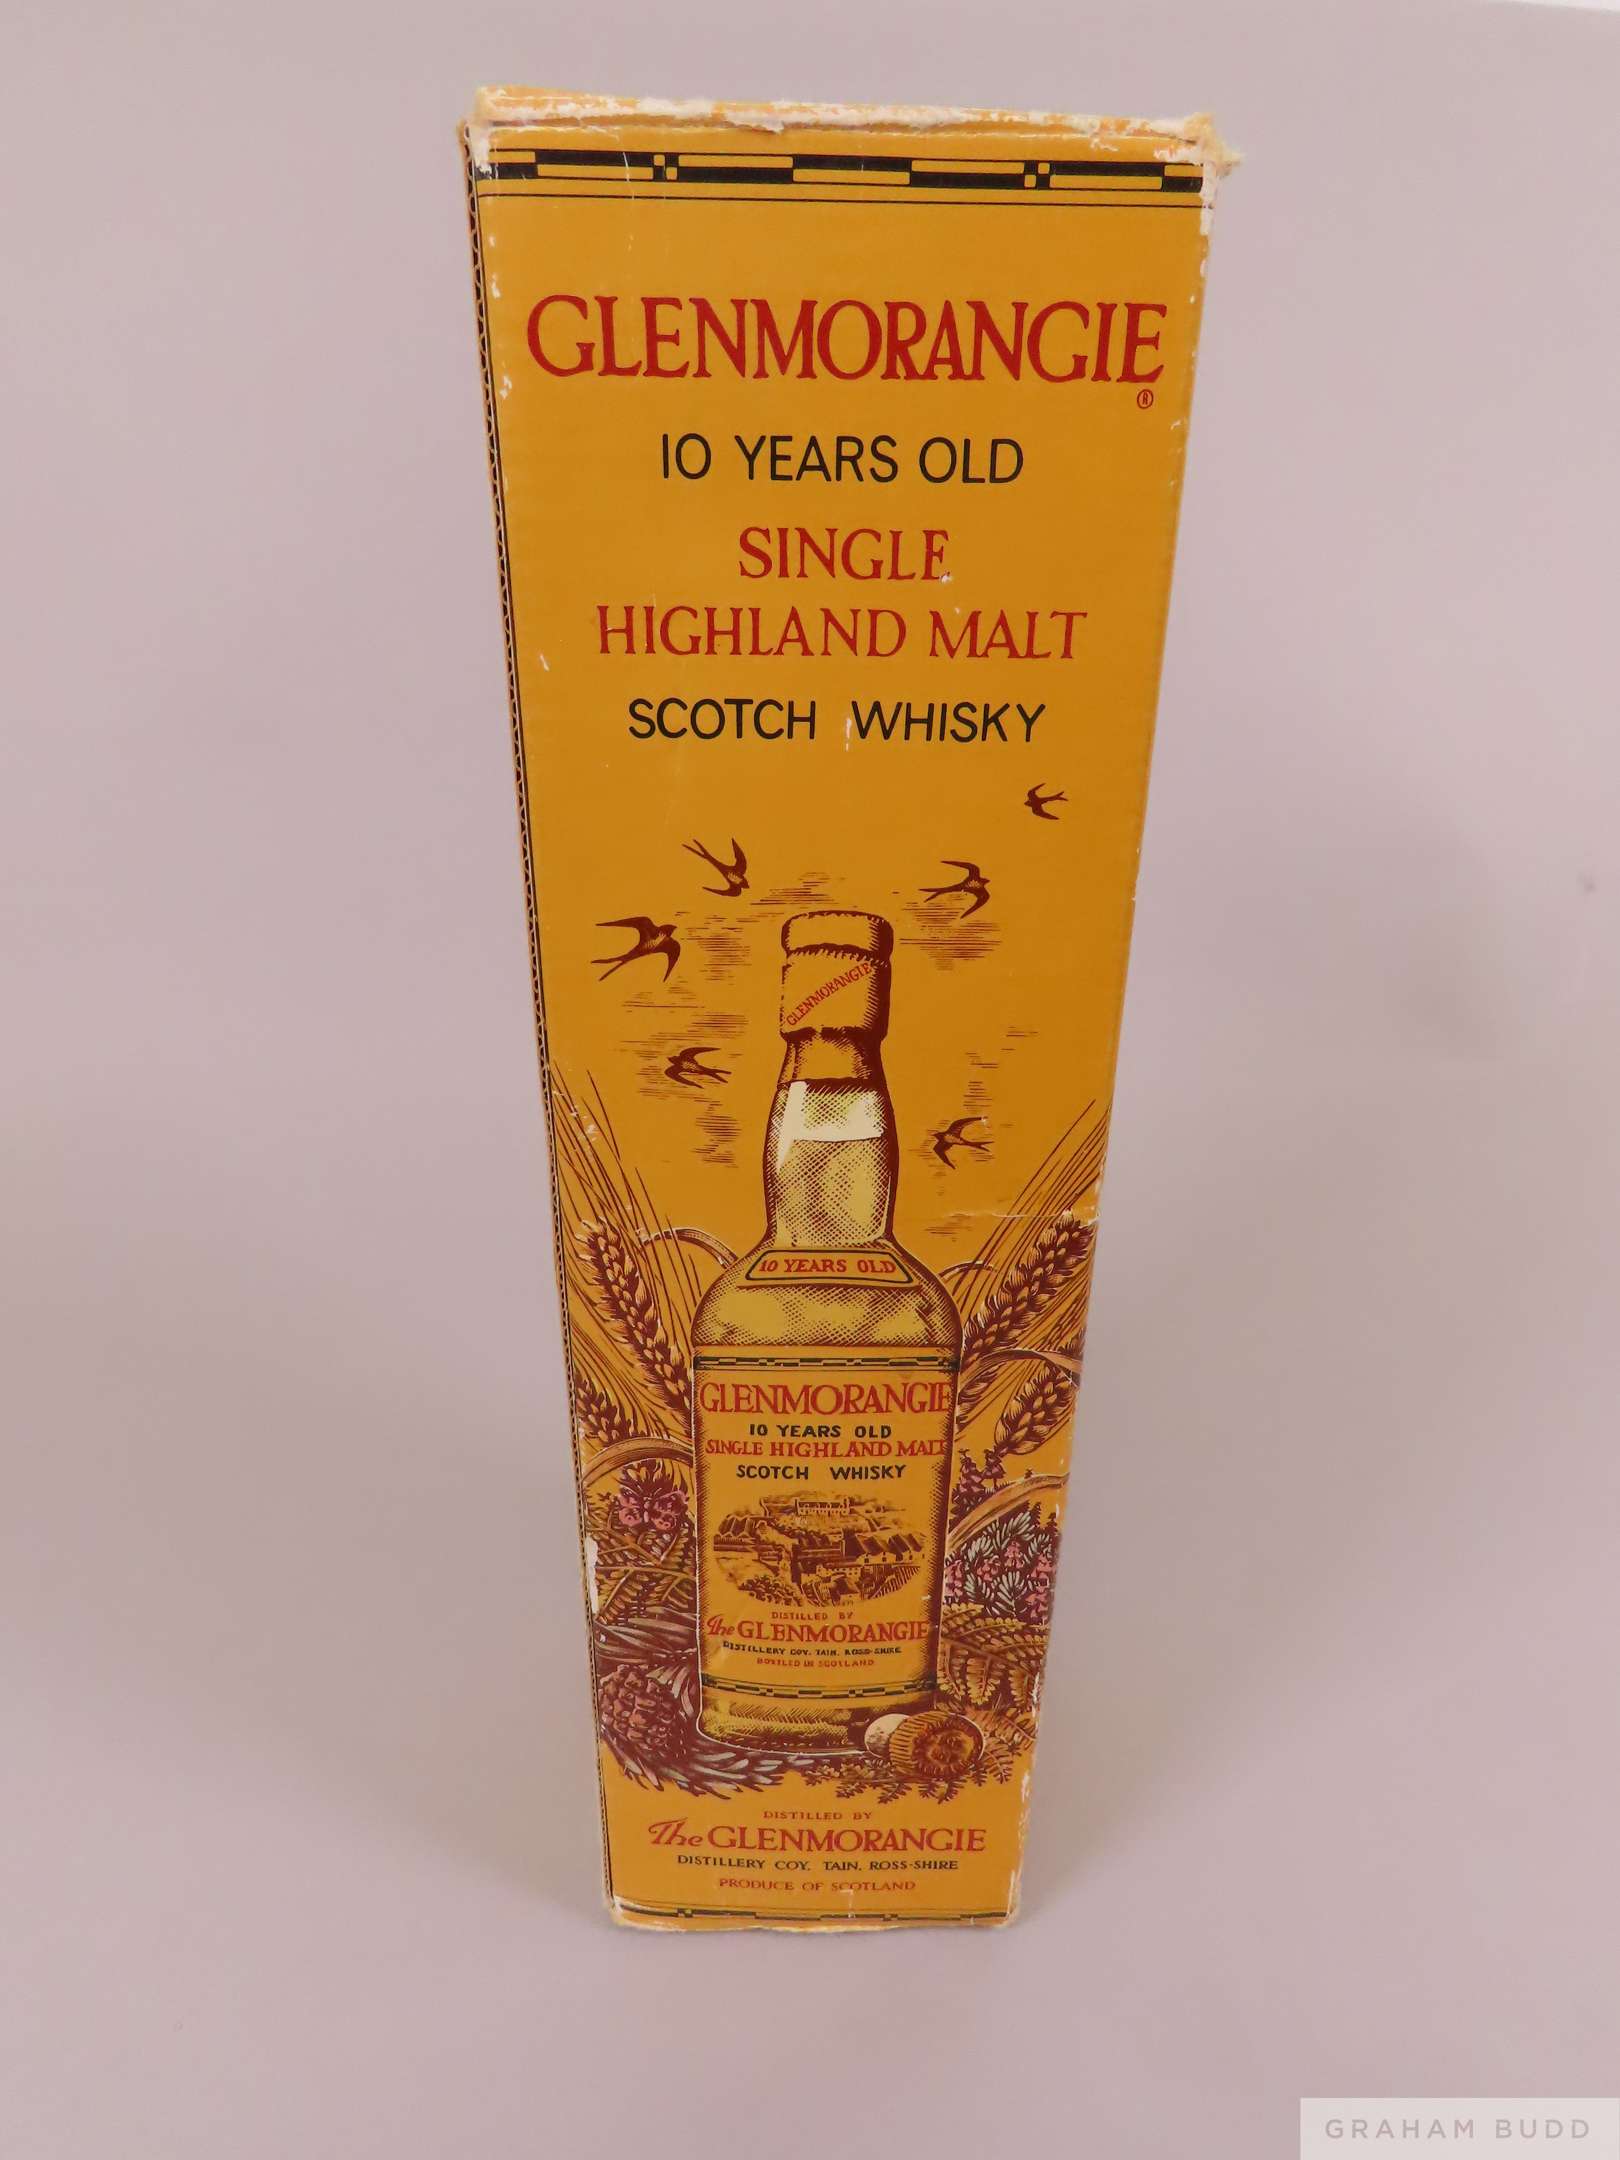 GLENMORANGIE
®
10 YEARS OLD
SINGLE
HIGHLAND MALT
SCOTCH WHISKY
GLENMORANGIE
10 YEARS OLD
GLENMORANGIE
10 YEARS OLD
SINGLE HIGHLAND MALT
SCOTCH WHISKY
DISTILLED BY
The GLENMORANGIE
DISTILLERY COY. TAIN. ROSS-SHIRE
BOTTLED IN SCOTLAND
DISTILLED BY
The GLENMORANGIE
DISTILLERY COY. TAIN. ROSS-SHIRE
PRODUCE OF SCOTLAND
GRAHAM BUDD